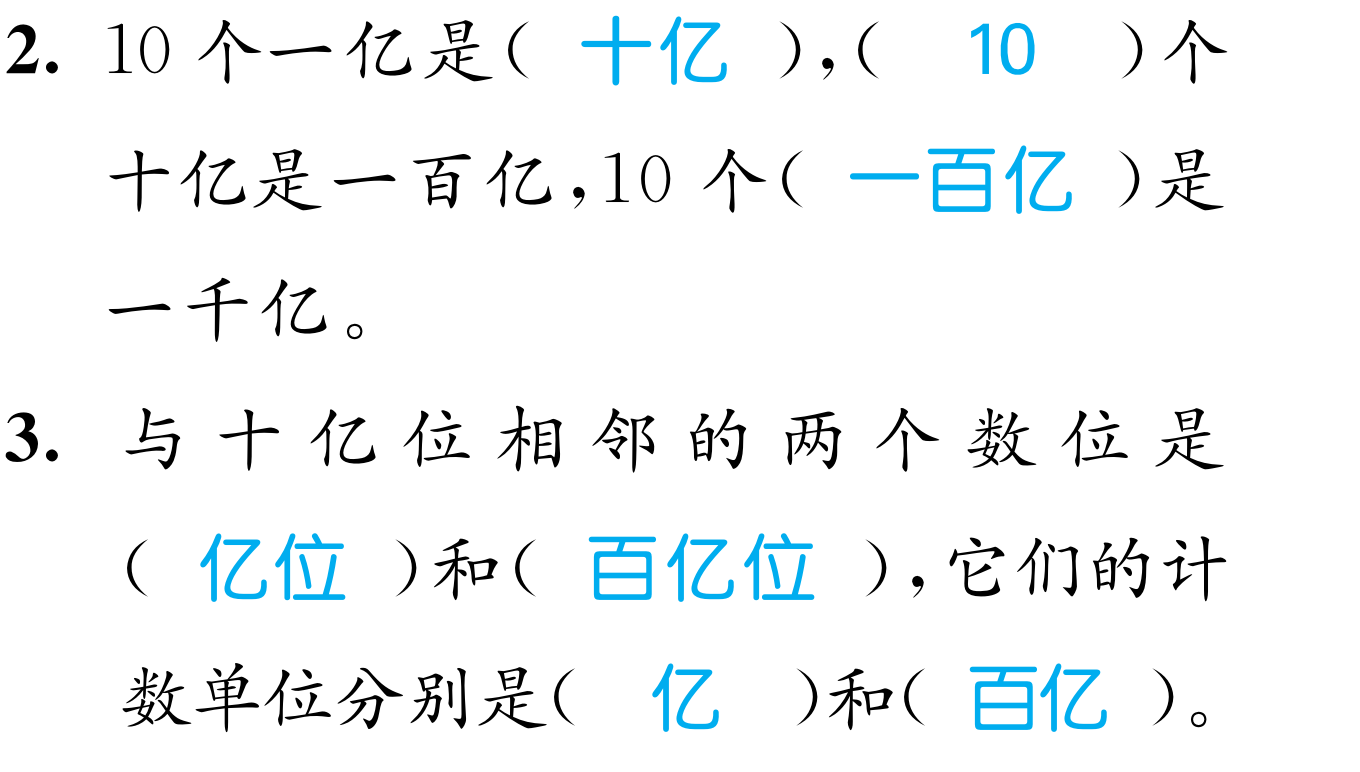 2. 10 个一亿是( 十亿 ),( 10 )个
十亿是一百亿,10 个( 一百亿 )是
一千亿。
3. 与十亿位相邻的两个数位是
( 亿位 )和( 百亿位 ),它们的计
数单位分别是( 亿 )和( 百亿 )。